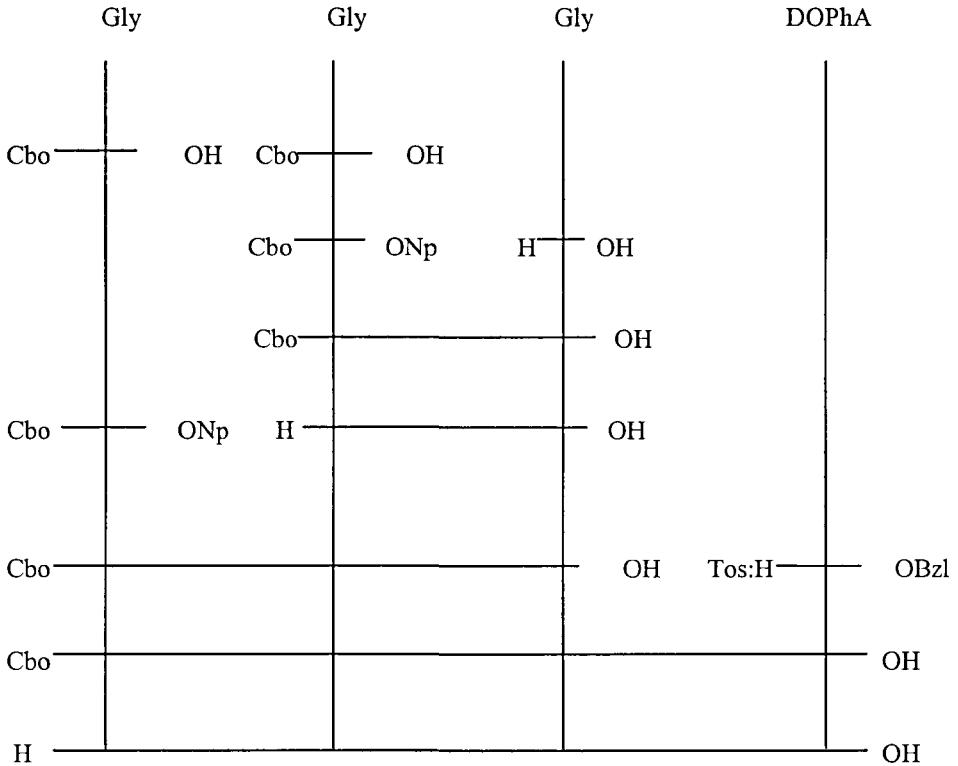 Gly Gly Gly DOPhA
Cbo OH Cbo OH
Cbo ONp H OH
Cbo OH
Cbo ONp H OH
Cbo OH Tos:H OBzl
Cbo OH
H OH